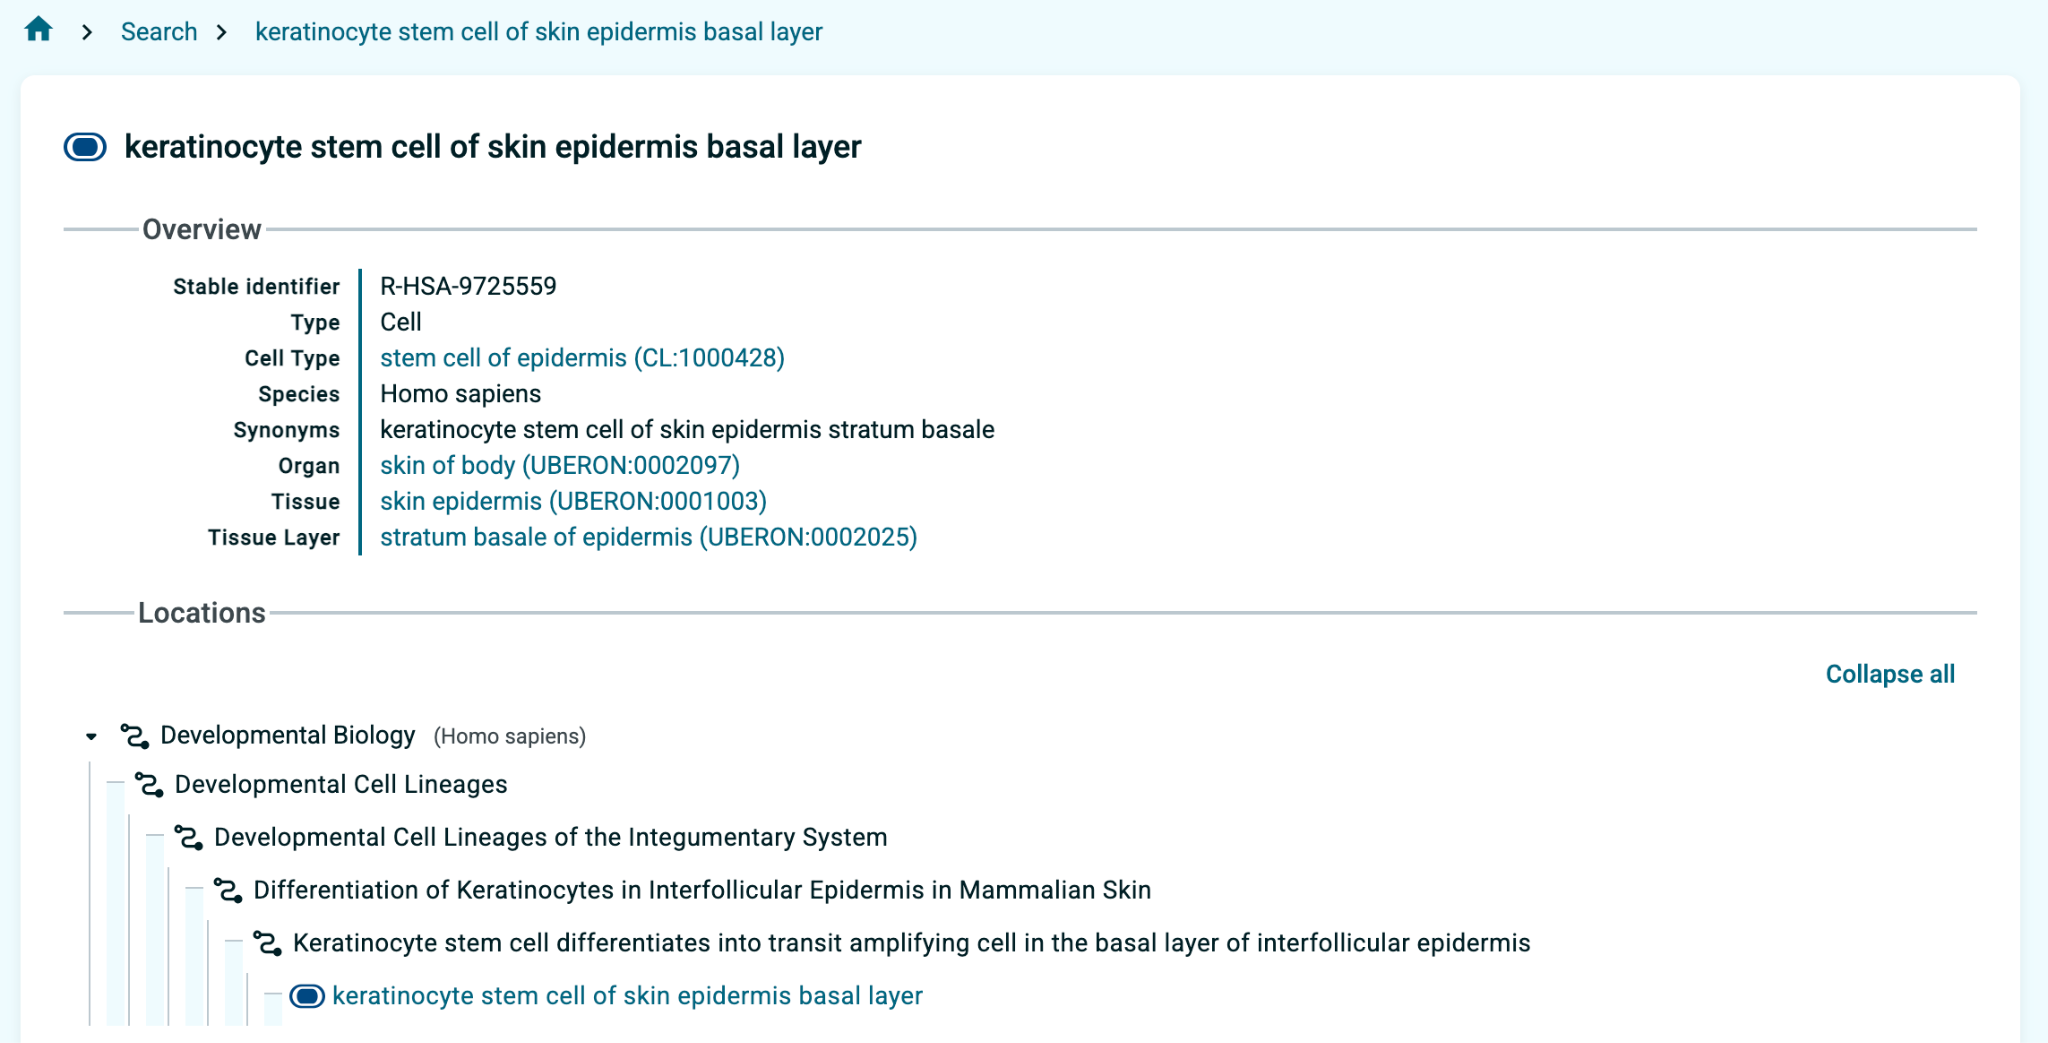 Search keratinocyte stem cell of skin epidermis basal layer
keratinocyte stem cell of skin epidermis basal layer
Overview
Stable identifier R-HSA-9725559
Type Cell
Cell Type stem cell of epidermis (CL:1000428)
Species Homo sapiens
Synonyms keratinocyte stem cell of skin epidermis stratum basale
Organ skin of body (UBERON:0002097)
Tissue skin epidermis (UBERON:0001003)
Tissue Layer stratum basale of epidermis (UBERON:0002025)
Locations
Collapse all
Developmental Biology (Homo sapiens)
Developmental Cell Lineages
Developmental Cell Lineages of the Integumentary System
Differentiation of Keratinocytes in Interfollicular Epidermis in Mammalian Skin
Keratinocyte stem cell differentiates into transit amplifying cell in the basal layer of interfollicular epidermis
keratinocyte stem cell of skin epidermis basal layer